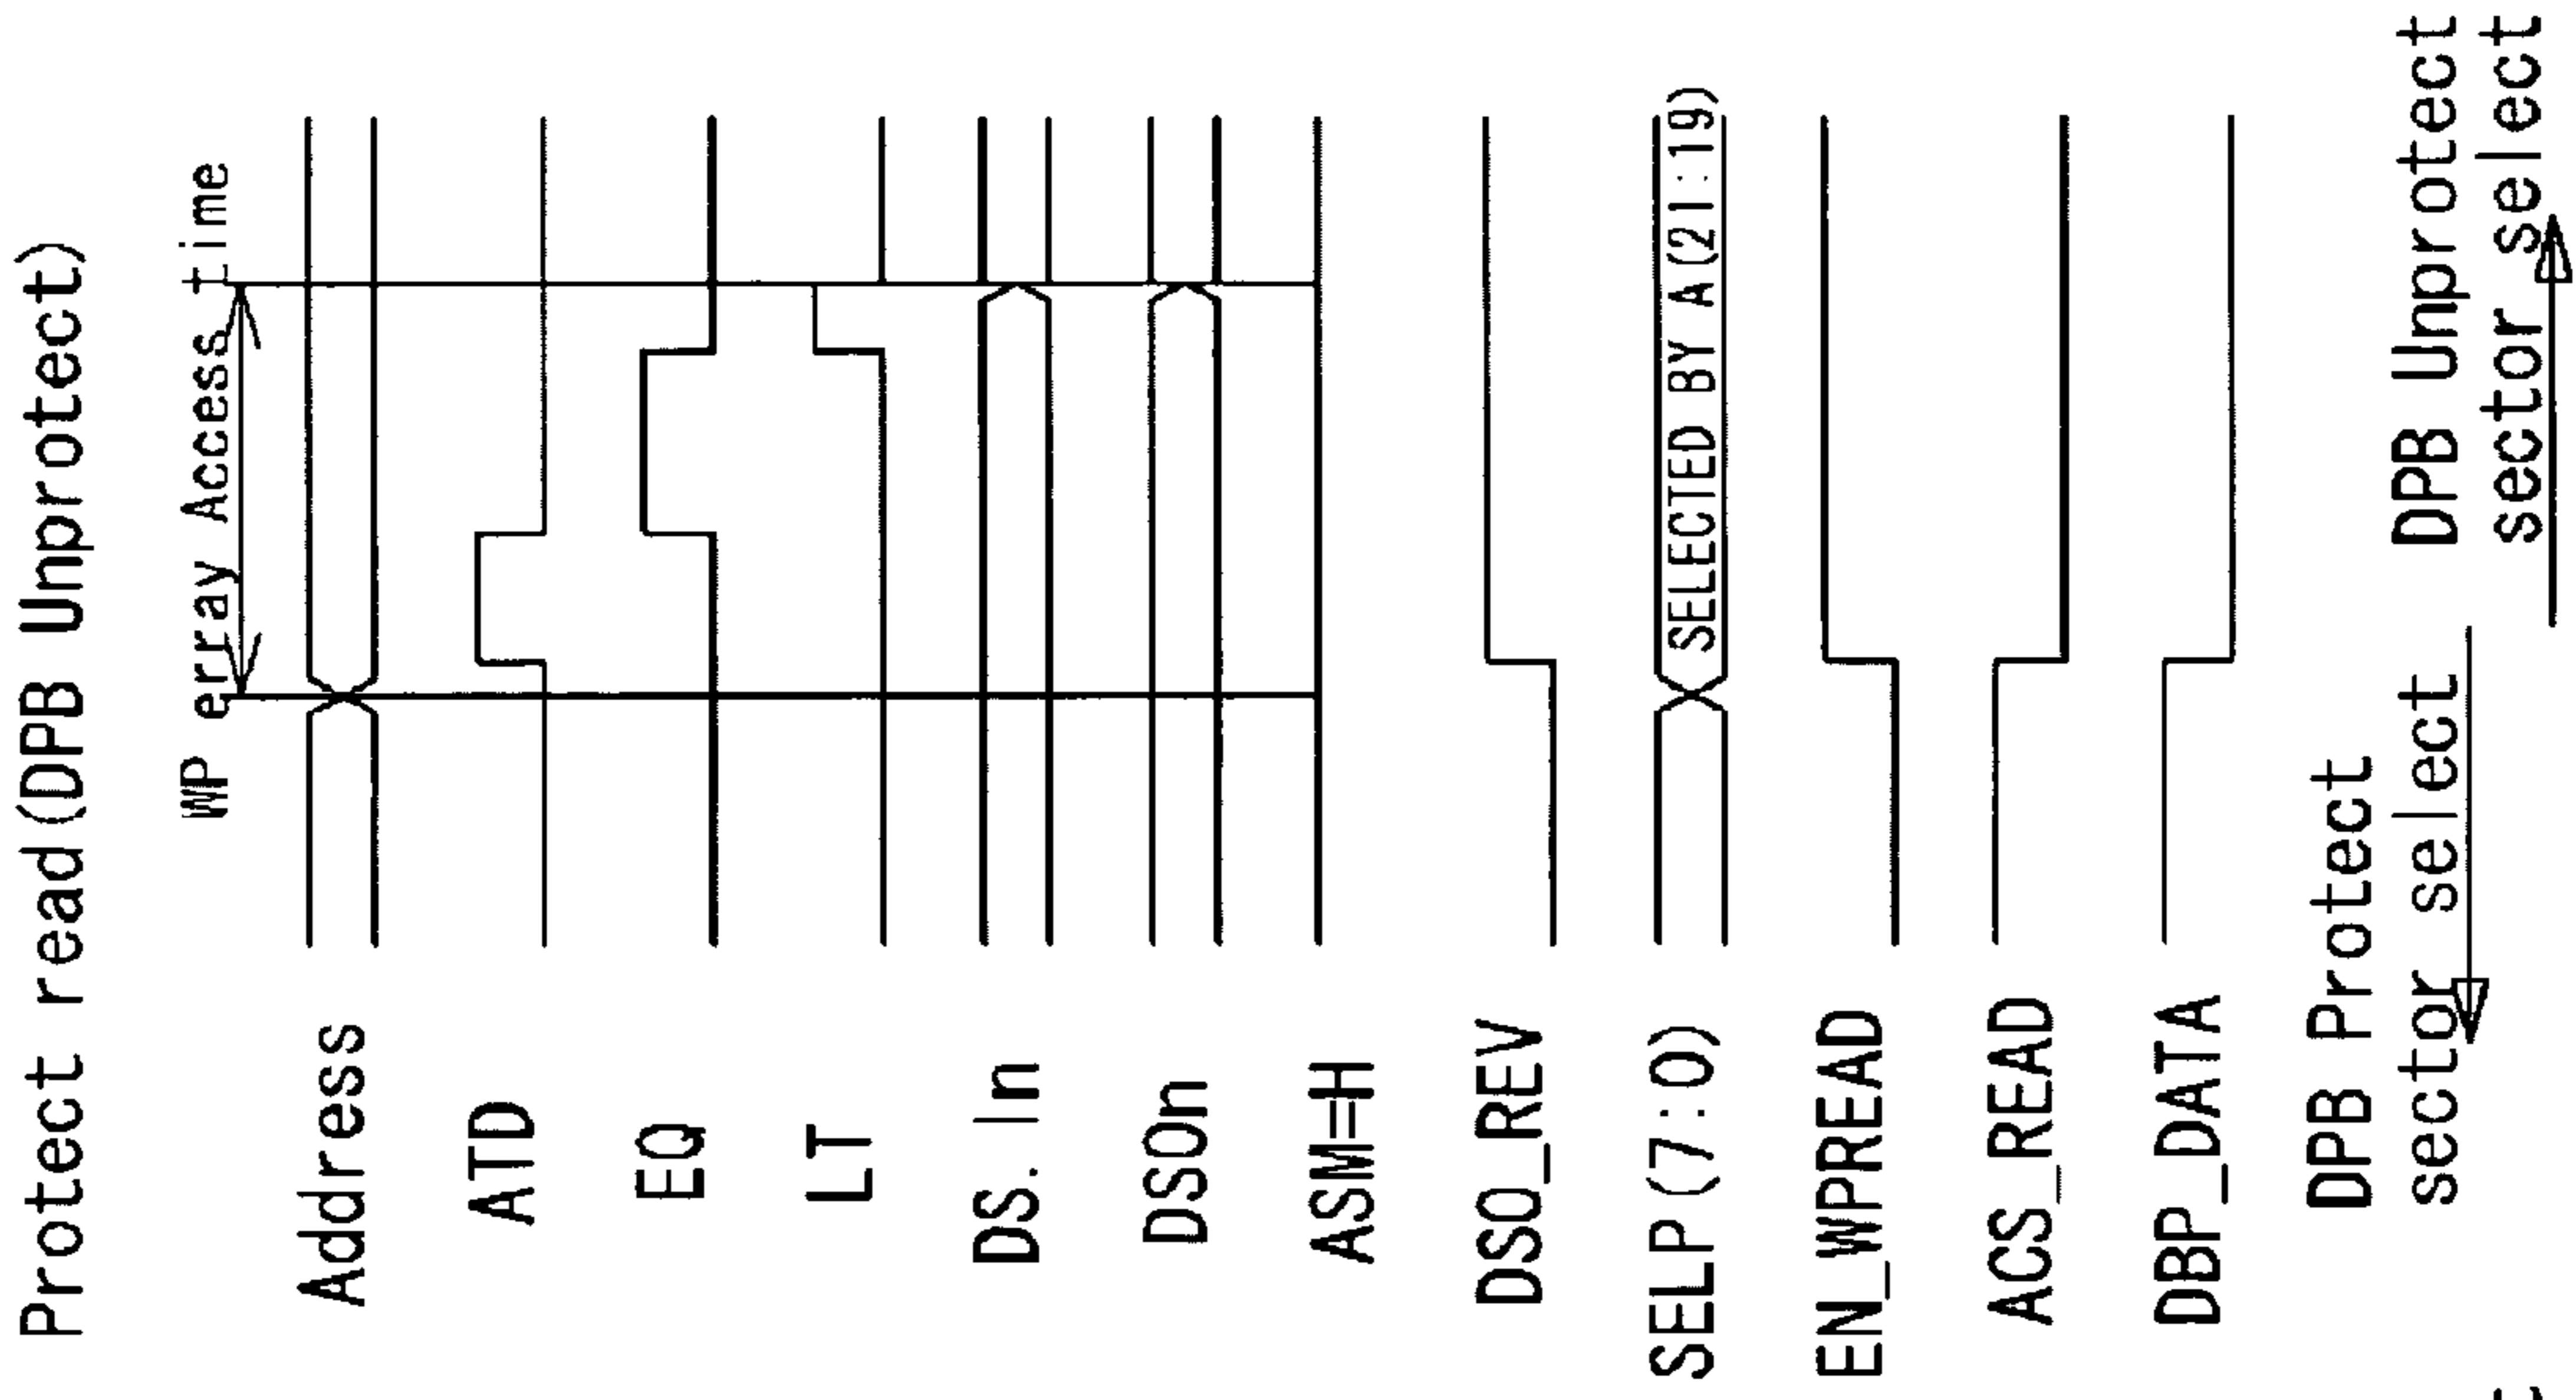 Protect read(DPB Unprotect)
WP error Access time
Address
ATD
EQ
LT
DS.In
DSOn
ASM=H
DSO_REV
SELP(7:0)
SELECTED BY A(21:19)
EN_WPREAD
ACS_READ
DBP_DATA
DPB Protect
sector select
DPB Unprotect
sector select